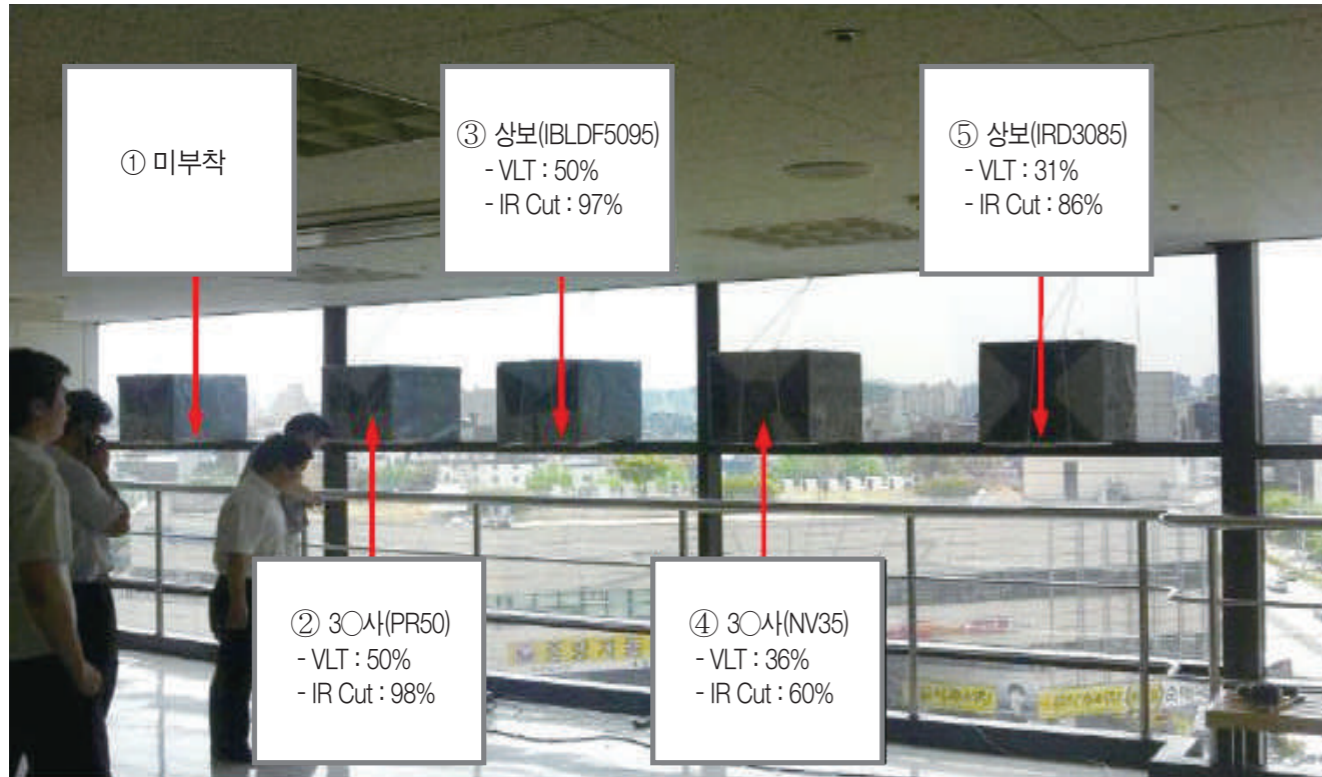 ① 미부착
③ 상보(IBLDF5095)
- VLT : 50%
- IR Cut : 97%
⑤ 상보(IRD3085)
- VLT : 31%
- IR Cut : 86%
② 3○사(PR50)
- VLT : 50%
- IR Cut : 98%
④ 3○사(NV35)
- VLT : 36%
- IR Cut : 60%